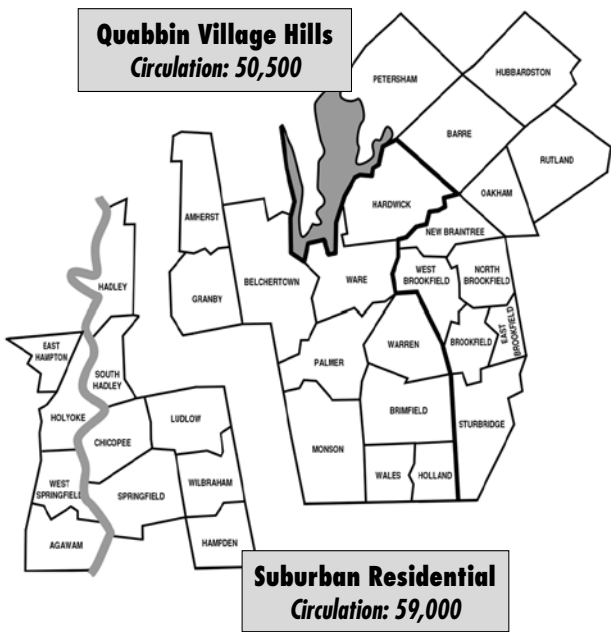 Quabbin Village Hills
Circulation: 50,500
PETERSHAM
HUBBARDSTON
BARRE
RUTLAND
OAKHAM
HARDWICK
NEW BRAINTREE
AMHERST
HADLEY
GRANBY
BELCHERTOWN
WARE
WEST
BROOKFIELD
NORTH
BROOKFIELD
EAST
BROOKFIELD
BROOKFIELD
EAST
HAMPTON
SOUTH
HADLEY
PALMER
WARREN
HOLYOKE
CHICOPEE
LUDLOW
BRIMFIELD
STURBRIDGE
MONSON
WALES
HOLLAND
WEST
SPRINGFIELD
SPRINGFIELD
WILBRAHAM
AGAWAM
HAMPDEN
Suburban Residential
Circulation: 59,000